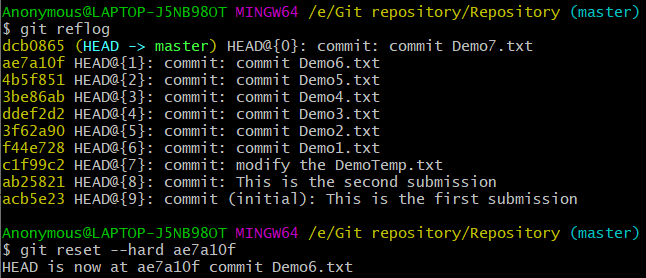 Anonymous@LAPTOP-J5NB98OT MINGW64 /e/Git repository/Repository (master)
$ git reflog
dcb0865 (HEAD -> master) HEAD@{0}: commit: commit Demo7.txt
ae7a10f HEAD@{1}: commit: commit Demo6.txt
4b5f851 HEAD@{2}: commit: commit Demo5.txt
3be86ab HEAD@{3}: commit: commit Demo4.txt
ddef2d2 HEAD@{4}: commit: commit Demo3.txt
3f62a90 HEAD@{5}: commit: commit Demo2.txt
f44e728 HEAD@{6}: commit: commit Demo1.txt
c1f99c2 HEAD@{7}: commit: modify the DemoTemp.txt
ab25821 HEAD@{8}: commit: This is the second submission
acb5e23 HEAD@{9}: commit (initial): This is the first submission
Anonymous@LAPTOP-J5NB98OT MINGW64 /e/Git repository/Repository (master)
$ git reset --hard ae7a10f
HEAD is now at ae7a10f commit Demo6.txt